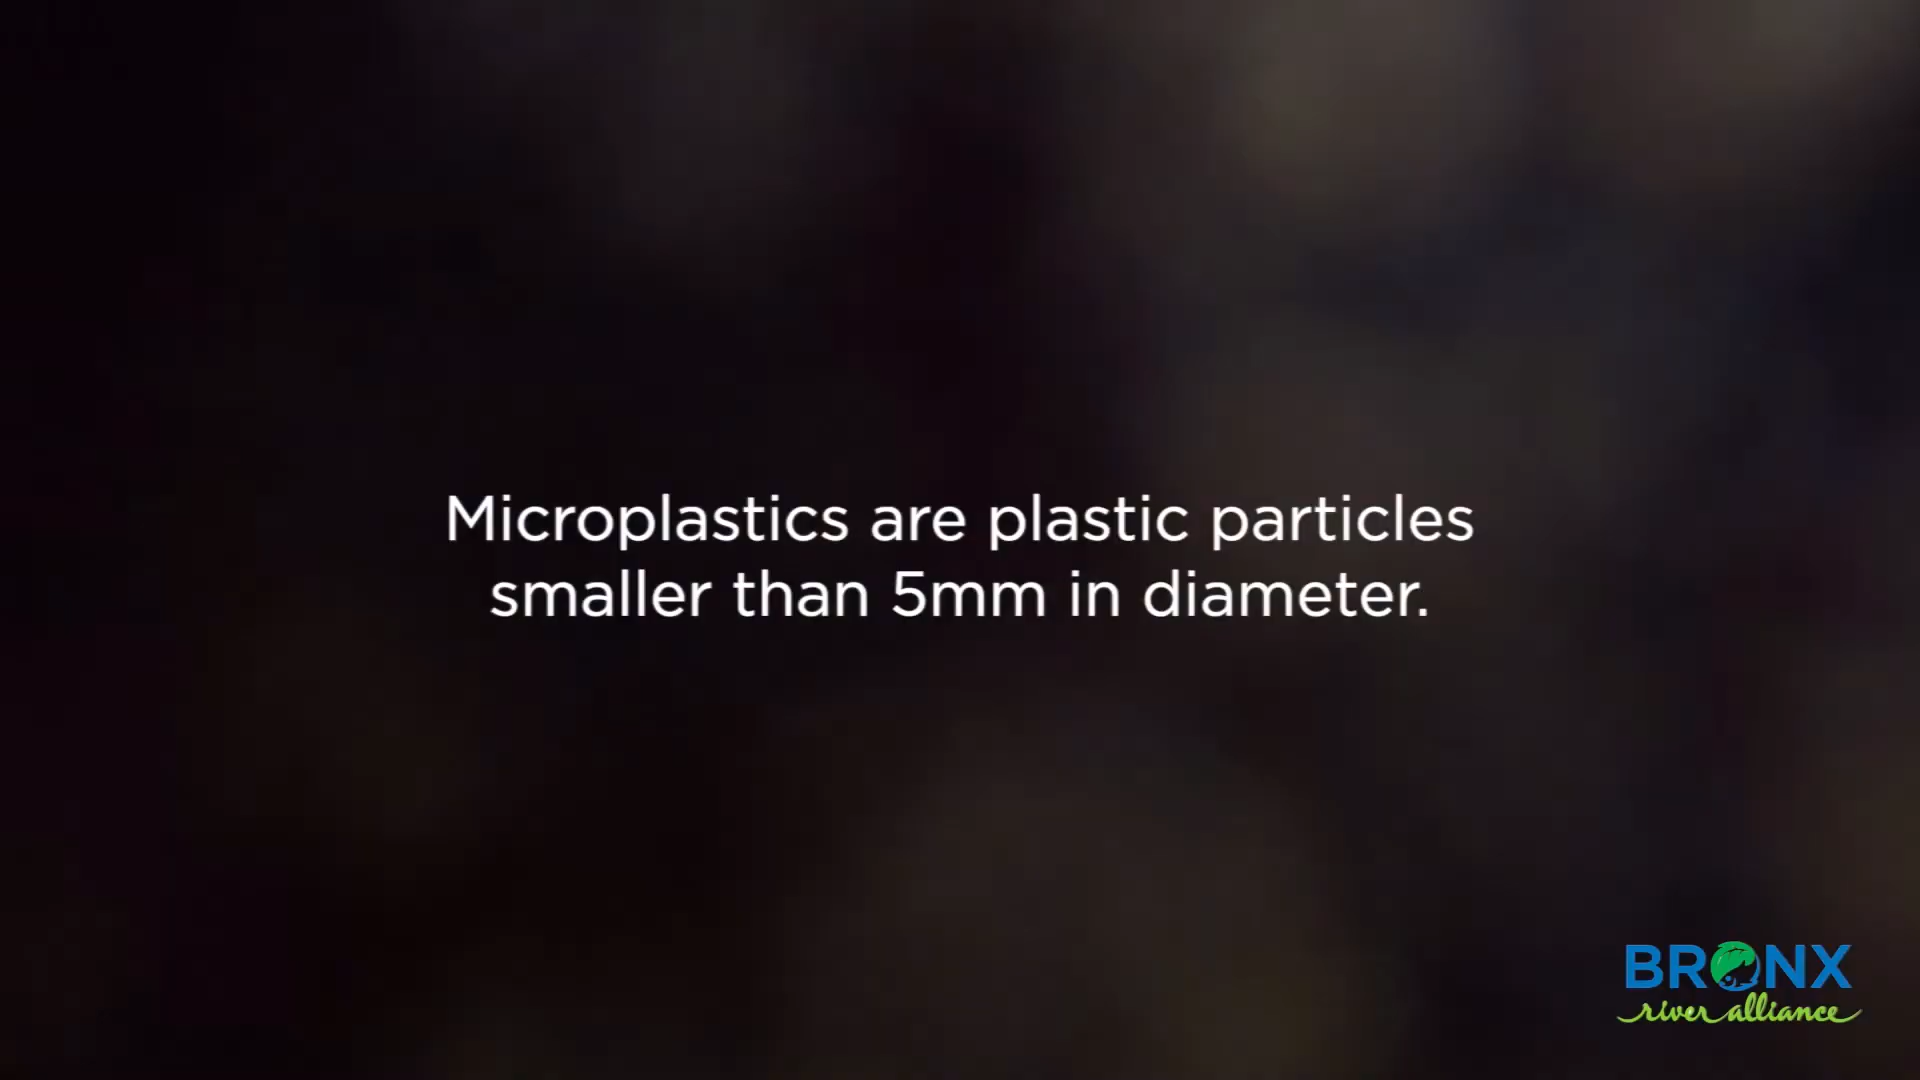 Microplastics are plastic particles
smaller than 5mm in diameter.
BRONX
river alliance